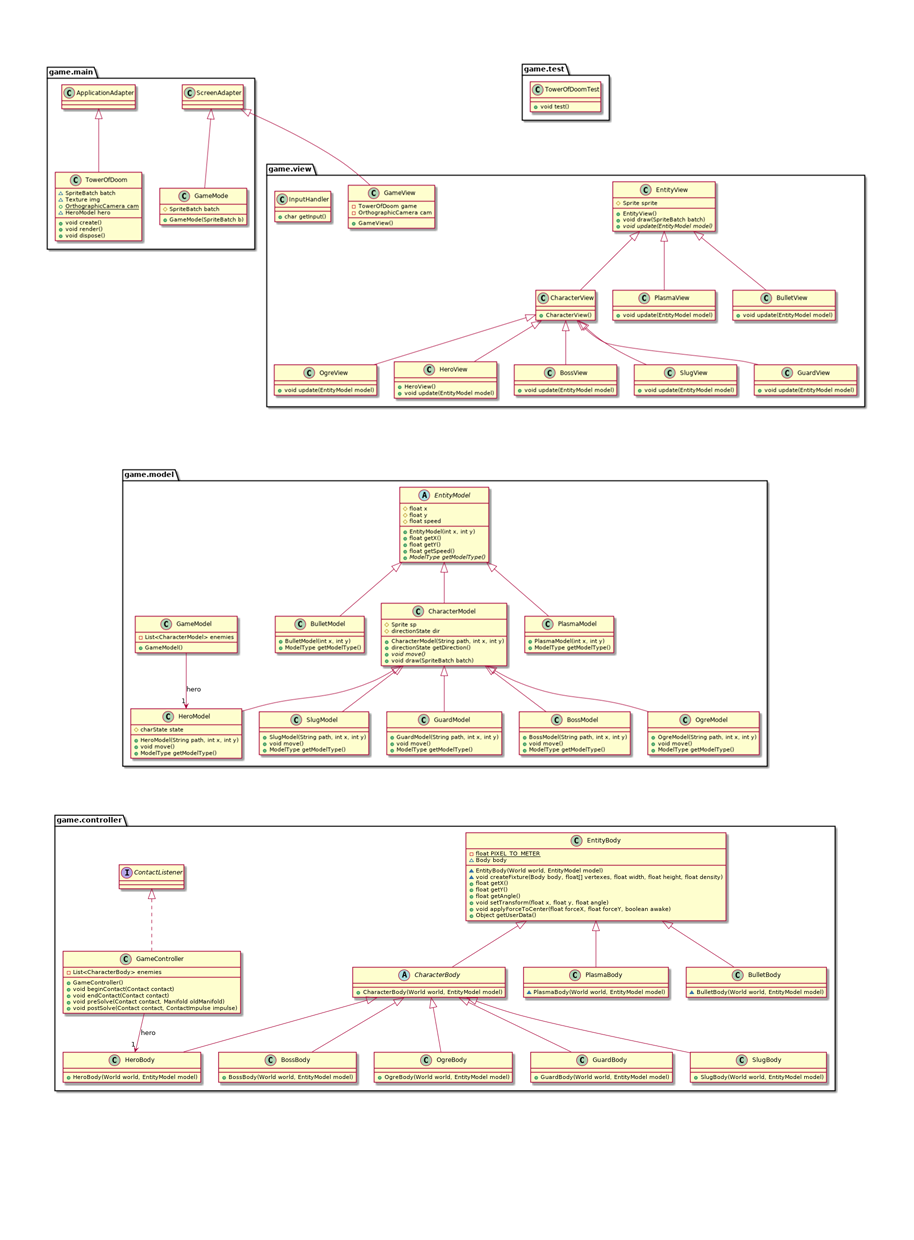 game.main
ApplicationAdapter
ScreenAdapter
TowerOfDoom
SpriteBatch batch
Texture img
OrthographicCamera cam
HeroModel hero
void create()
void render()
void dispose()
GameMode
SpriteBatch batch
GameModel(SpriteBatch b)
game.test
TowerOfDoomTest
void test()
game.view
InputHandler
char getInput()
GameView
TowerOfDoom game
OrthographicCamera cam
GameView()
EntityView
Sprite sprite
EntityView()
void draw(SpriteBatch batch)
void update(EntityModel model)
CharacterView
CharacterView()
PlasmaView
void update(EntityModel model)
BulletView
void update(EntityModel model)
OgreView
void update(EntityModel model)
HeroView
HeroView()
void update(EntityModel model)
BossView
void update(EntityModel model)
SlugView
void update(EntityModel model)
GuardView
void update(EntityModel model)
game.model
EntityModel
float x
float y
float speed
EntityModel(int x, int y)
float getX()
float getY()
float getSpeed()
ModelType getModelType()
GameModel
List<CharacterModel> enemies
GameModel()
BulletModel
BulletModel(int x, int y)
ModelType getModelType()
CharacterModel
Sprite sp
directionState dir
CharacterModel(String path, int x, int y)
directionState getDirection()
void move()
void draw(SpriteBatch batch)
PlasmaModel
PlasmaModel(int x, int y)
ModelType getModelType()
hero
1
HeroModel
charState state
HeroModel(String path, int x, int y)
void move()
ModelType getModelType()
SlugModel
SlugModel(String path, int x, int y)
void move()
ModelType getModelType()
GuardModel
GuardModel(String path, int x, int y)
void move()
ModelType getModelType()
BossModel
BossModel(String path, int x, int y)
void move()
ModelType getModelType()
OgreModel
OgreModel(String path, int x, int y)
void move()
ModelType getModelType()
game.controller
ContactListener
EntityBody
float PIXEL_TO_METER
Body body
EntityBody(World world, EntityModel model)
void createFixture(Body body, float[] vertexes, float width, float height, float density)
float getX()
float getY()
float getAngle()
void setTransform(float x, float y, float angle)
void applyForceToCenter(float forceX, float forceY, boolean awake)
Object getUserData()
GameController
List<CharacterBody> enemies
GameController()
void beginContact(Contact contact)
void endContact(Contact contact)
void preSolve(Contact contact, Manifold oldManifold)
void postSolve(Contact contact, ContactImpulse impulse)
CharacterBody
CharacterBody(World world, EntityModel model)
PlasmaBody
PlasmaBody(World world, EntityModel model)
BulletBody
BulletBody(World world, EntityModel model)
hero
1
HeroBody
HeroBody(World world, EntityModel model)
BossBody
BossBody(World world, EntityModel model)
OgreBody
OgreBody(World world, EntityModel model)
GuardBody
GuardBody(World world, EntityModel model)
SlugBody
SlugBody(World world, EntityModel model)